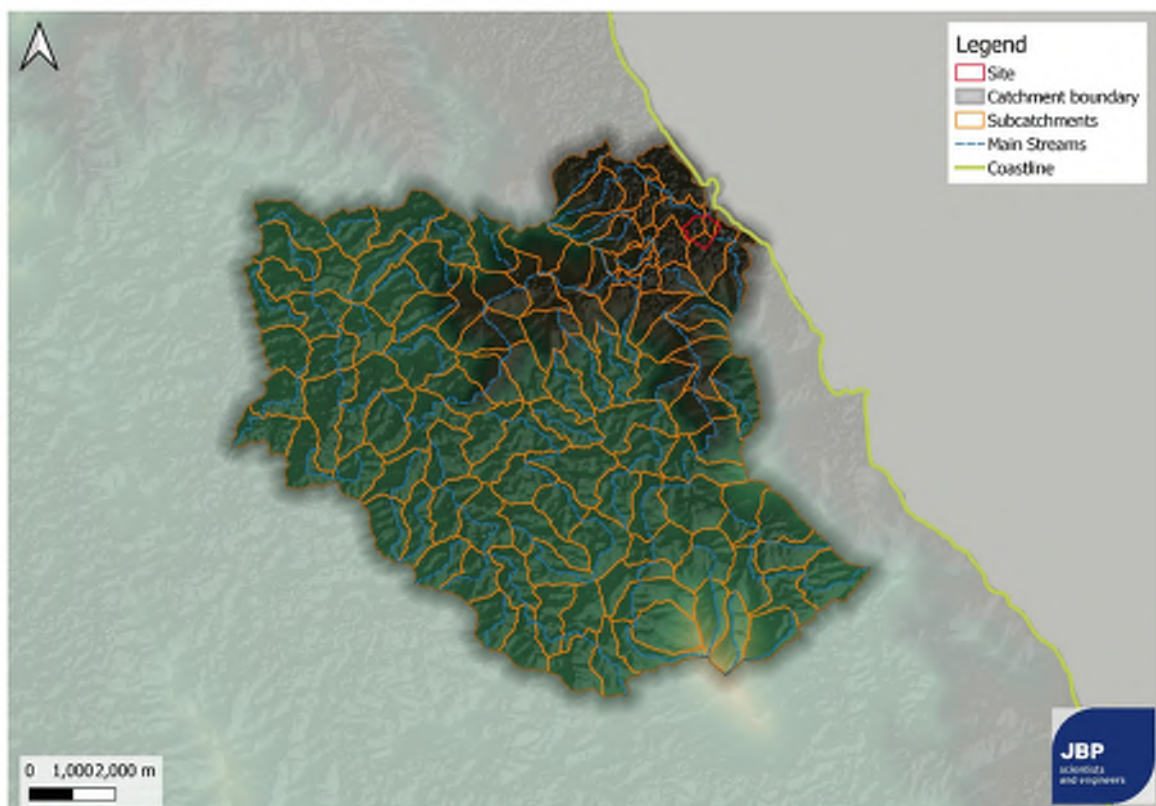 Legend
Site
Catchment boundary
Subcatchments
Main Streams
Coastline
0 1,0002,000 m
JBP
scientists
and engineers